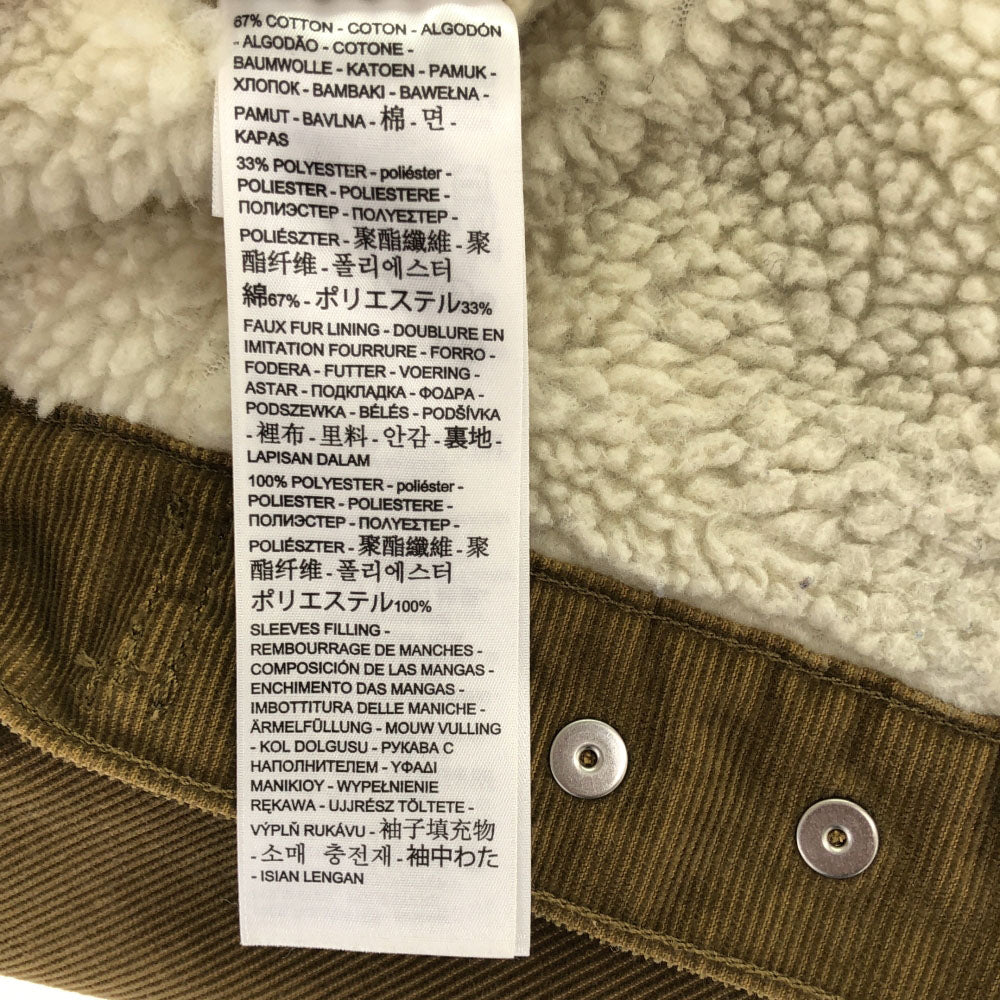 67% COTTON - COTON - ALGODÓN
- ALGODÃO - COTONE -
BAUMWOLLE - KATOEN - PAMUK -
ХЛОПОК - ΒΑΜΒΑΚΙ - BAWEŁNA -
PAMUT - BAVLNA - 棉 - 면 -
KAPAS
33% POLYESTER - poliéster -
POLIESTER - POLIESTERE -
ПОЛИЭСТЕР - ΠΟΛΥΕΣΤΕΡ -
POLIÉSZTER - 聚酯纖維 - 聚
酯纤维 - 폴리에스터
綿67% - ポリエステル33%
FAUX FUR LINING - DOUBLURE EN
IMITATION FOURRURE - FORRO -
FODERA - FUTTER - VOERING -
ASTAR - ПОДКЛАДКА - ΦΟΔΡΑ -
PODSZEWKA - BÉLÉS - PODŠÍVKA
- 裡布 - 里料 - 안감 - 裏地 -
LAPISAN DALAM
100% POLYESTER - poliéster -
POLIESTER - POLIESTERE -
ПОЛИЭСТЕР - ΠΟΛΥΕΣΤΕΡ -
POLIÉSZTER - 聚酯纖維 - 聚
酯纤维 - 폴리에스터
ポリエステル100%
SLEEVES FILLING -
REMBOURRAGE DE MANCHES -
COMPOSICIÓN DE LAS MANGAS -
ENCHIMENTO DAS MANGAS -
IMBOTTITURA DELLE MANICHE -
ÄRMELFÜLLUNG - MOUW VULLING
- KOL DOLGUSU - РУКАВА С
НАПОЛНИТЕЛЕМ - ΥΦΑΔΙ
ΜΑΝΙΚΙΟΥ - WYPEŁNIENIE
RĘKAWA - UJJRÉSZ TÖLTETE -
VÝPLŇ RUKÁVU - 袖子填充物
- 소매 충전재 - 袖中わた
- ISIAN LENGAN